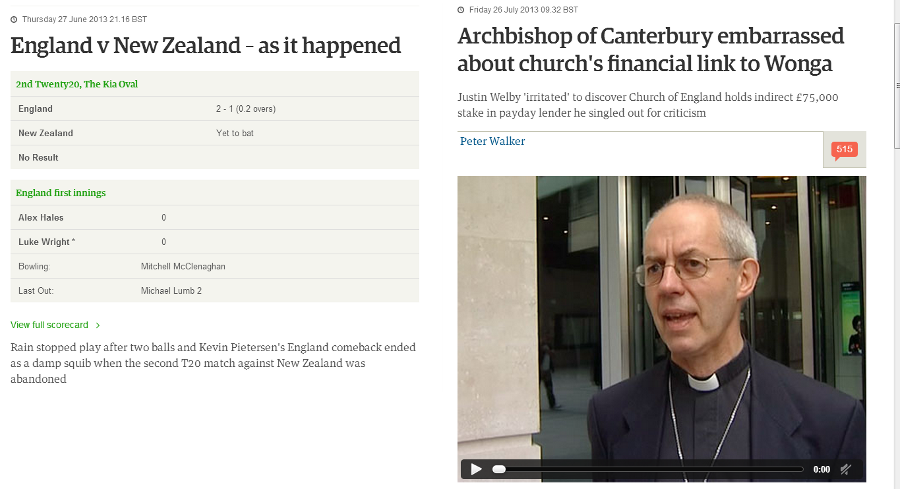 Thursday 27 June 2013 21.16 BST
England v New Zealand – as it happened
2nd Twenty20, The Kia Oval
England 2 - 1 (0.2 overs)
New Zealand Yet to bat
No Result
England first innings
Alex Hales 0
Luke Wright * 0
Bowling: Mitchell McClenaghan
Last Out: Michael Lumb 2
View full scorecard
Rain stopped play after two balls and Kevin Pietersen's England comeback ended
as a damp squib when the second T20 match against New Zealand was
abandoned
Friday 26 July 2013 09.32 BST
Archbishop of Canterbury embarrassed
about church's financial link to Wonga
Justin Welby 'irritated' to discover Church of England holds indirect £75,000
stake in payday lender he singled out for criticism
Peter Walker
515
0:00